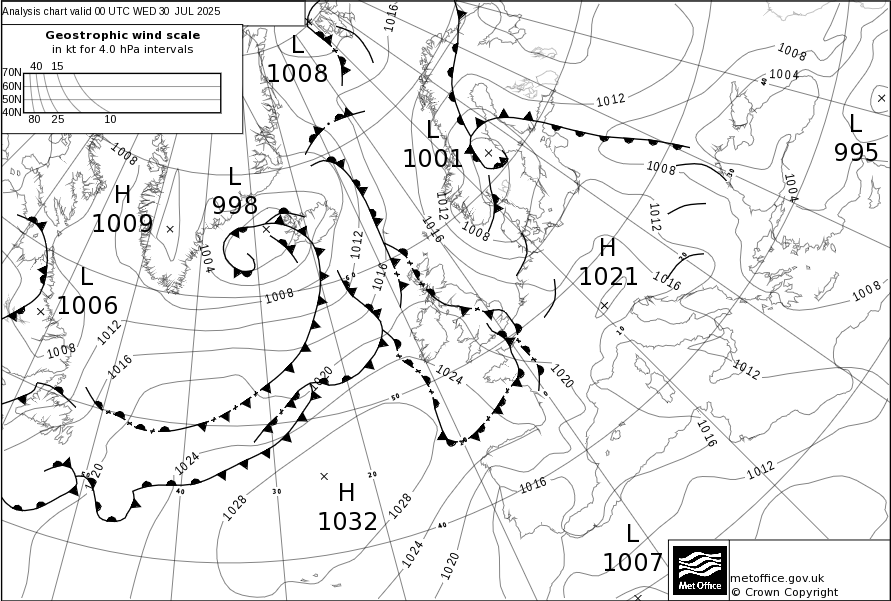 Analysis chart valid 00 UTC WED 30 JUL 2025
Geostrophic wind scale
in kt for 4.0 hPa intervals
40 15
70N
60N
50N
40N
80 25 10
L
1008
1016
1008
1004
40
1012
L
1001
L
995
1008
H
1009
L
998
1008
30
1004
1012
1012
1016
1008
1012
1004
H
1021
20
1016
1016
60
L
1006
1008
1008
1012
10
1008
1016
1020
1024
1020
1012
50
0
1016
1020
50
1024
40
30
20
H
1032
1028
1028
1016
1012
40
1024
1020
L
1007
Met Office
metoffice.gov.uk
© Crown Copyright